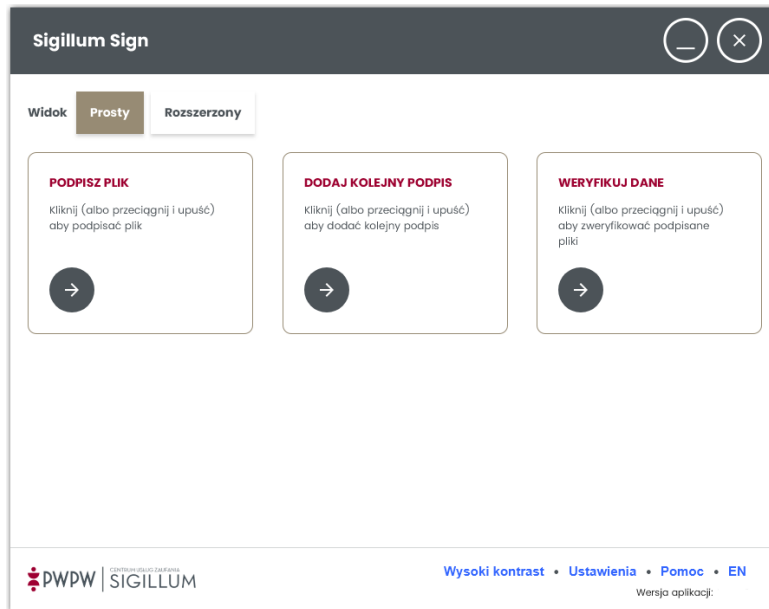 Sigillum Sign
Widok Prosty Rozszerzony
PODPISZ PLIK
Kliknij (albo przeciągnij i upuść)
aby podpisać plik
DODAJ KOLEJNY PODPIS
Kliknij (albo przeciągnij i upuść)
aby dodać kolejny podpis
WERYFIKUJ DANE
Kliknij (albo przeciągnij i upuść)
aby zweryfikować podpisane
pliki
PWPW
CENTRUM USŁUG ZAUFANIA
SIGILLUM
Wysoki kontrast • Ustawienia • Pomoc • EN
Wersja aplikacji: